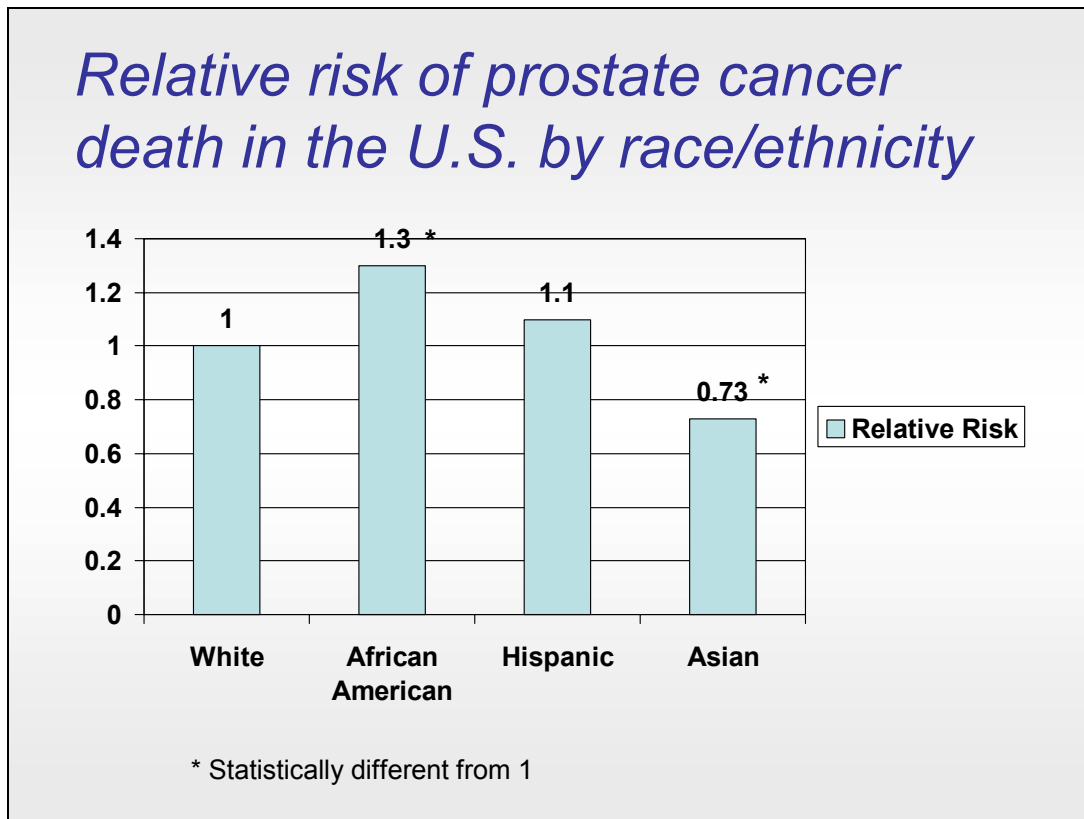 Relative risk of prostate cancer
death in the U.S. by race/ethnicity
1.4
1.2
1
0.8
0.6
0.4
0.2
0
1
1.3 *
1.1
0.73 *
White
African
American
Hispanic
Asian
Relative Risk
* Statistically different from 1